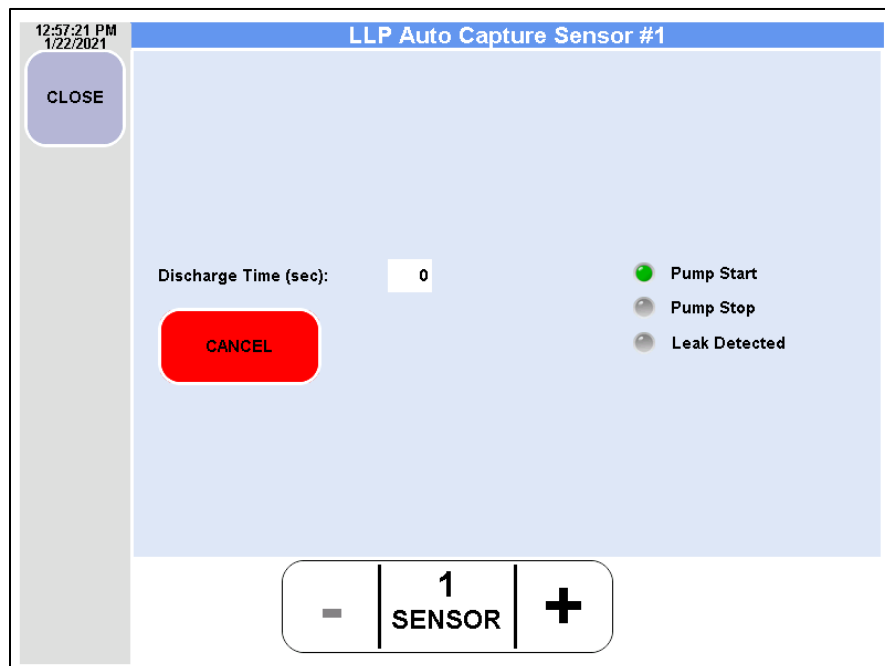 12:57:21 PM
1/22/2021
LLP Auto Capture Sensor #1
CLOSE
Discharge Time (sec): 0
Pump Start
Pump Stop
CANCEL
Leak Detected
- 1 +
SENSOR